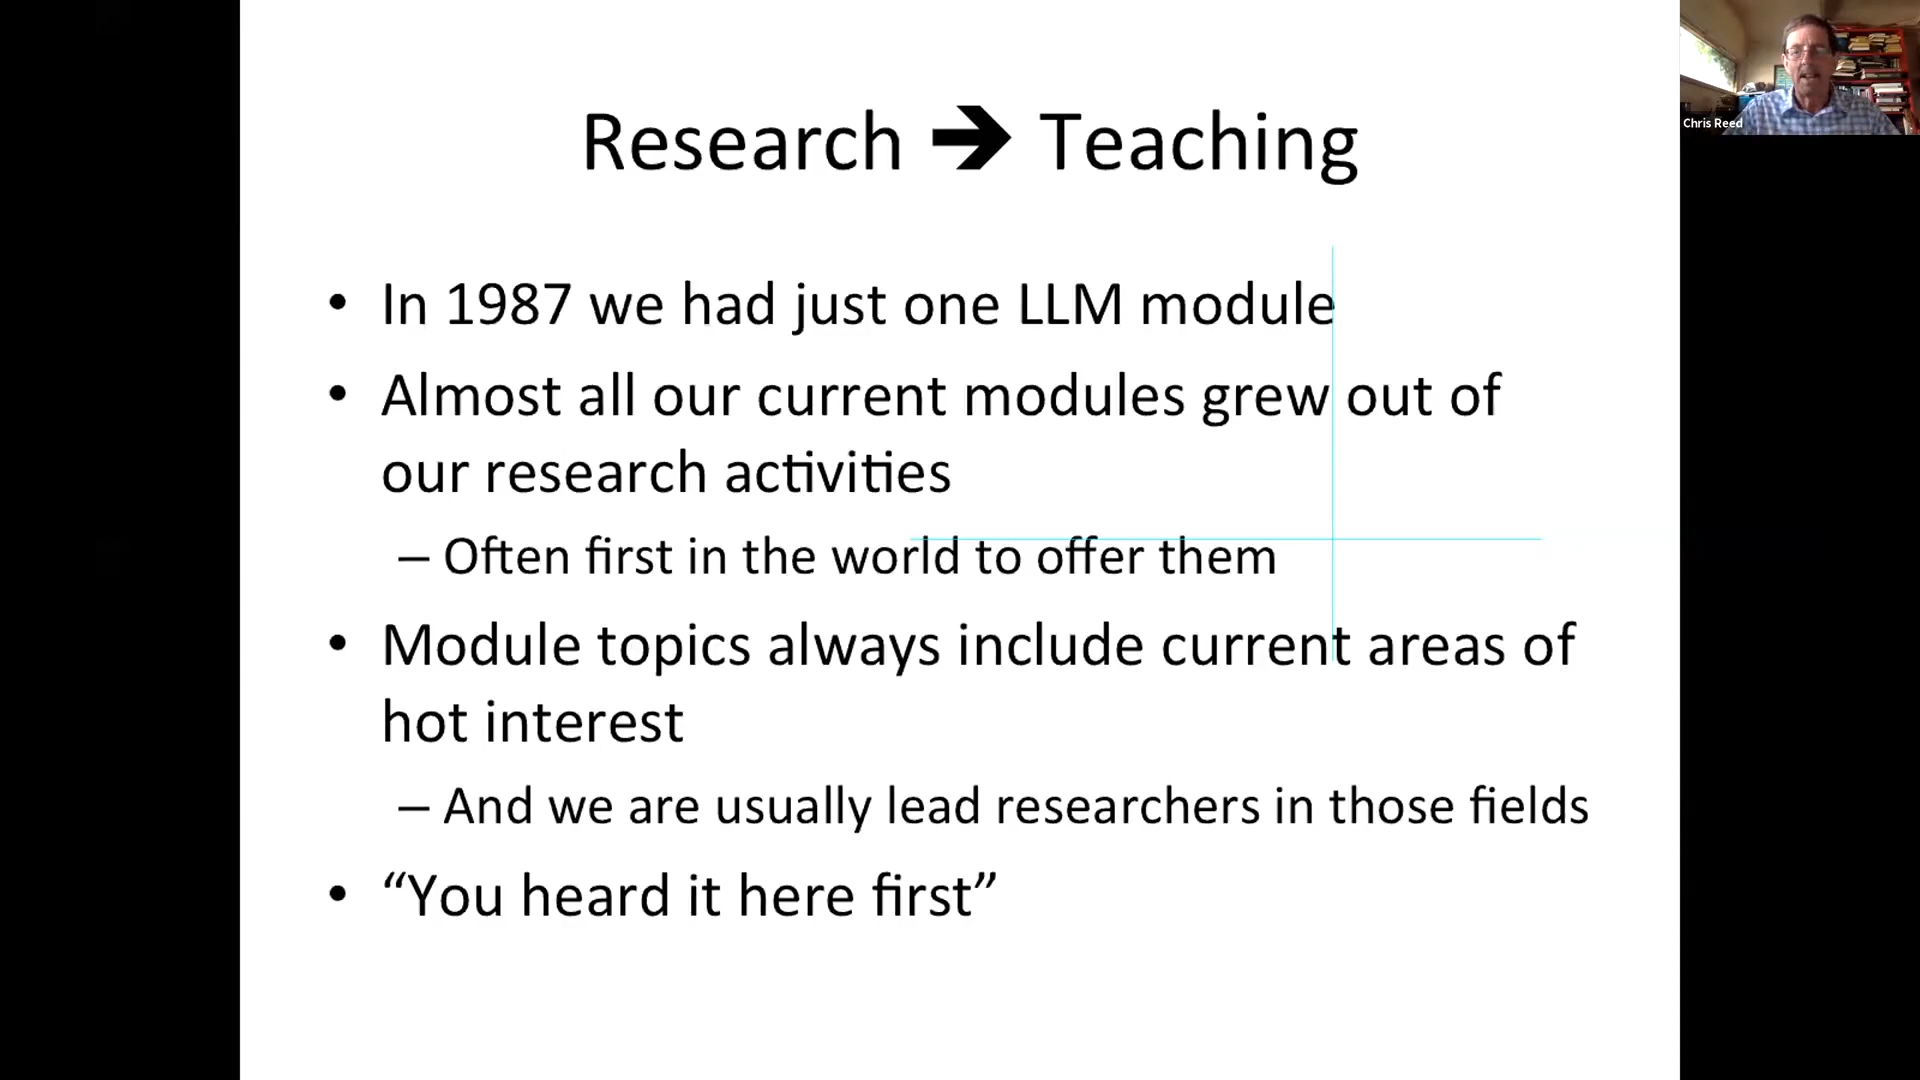 Research ➔ Teaching
Chris Reed
• In 1987 we had just one LLM module
• Almost all our current modules grew out of
our research activities
– Often first in the world to offer them
• Module topics always include current areas of
hot interest
– And we are usually lead researchers in those fields
• “You heard it here first”